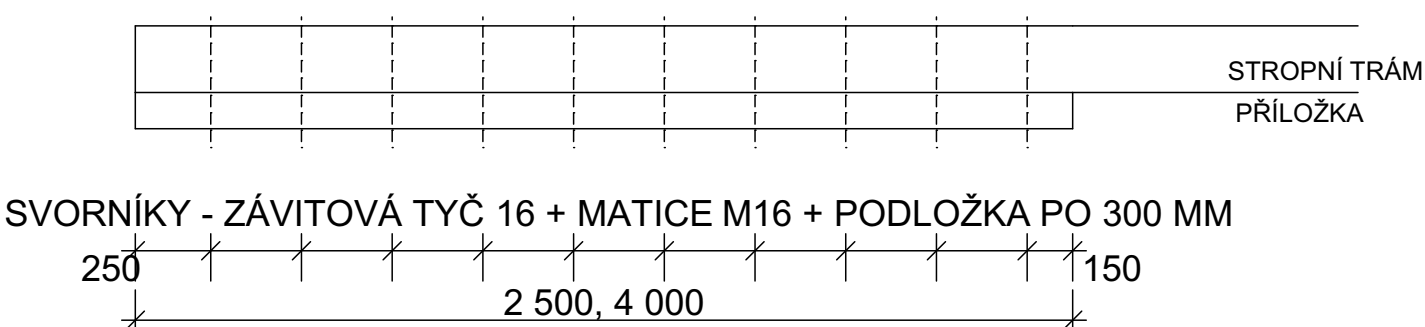 STROPNÍ TRÁM
PŘÍLOŽKA
SVORNÍKY - ZÁVITOVÁ TYČ 16 + MATICE M16 + PODLOŽKA PO 300 MM
250
150
2 500, 4 000